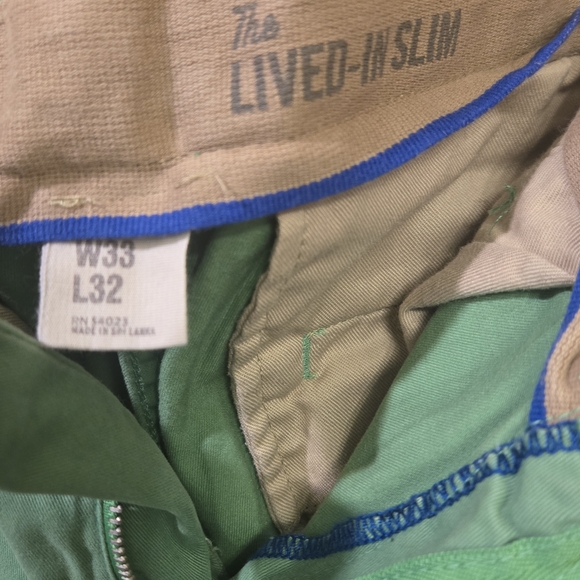 The
LIVED-IN SLIM
W33
L32
RN 54023
MADE IN SRI LANKA